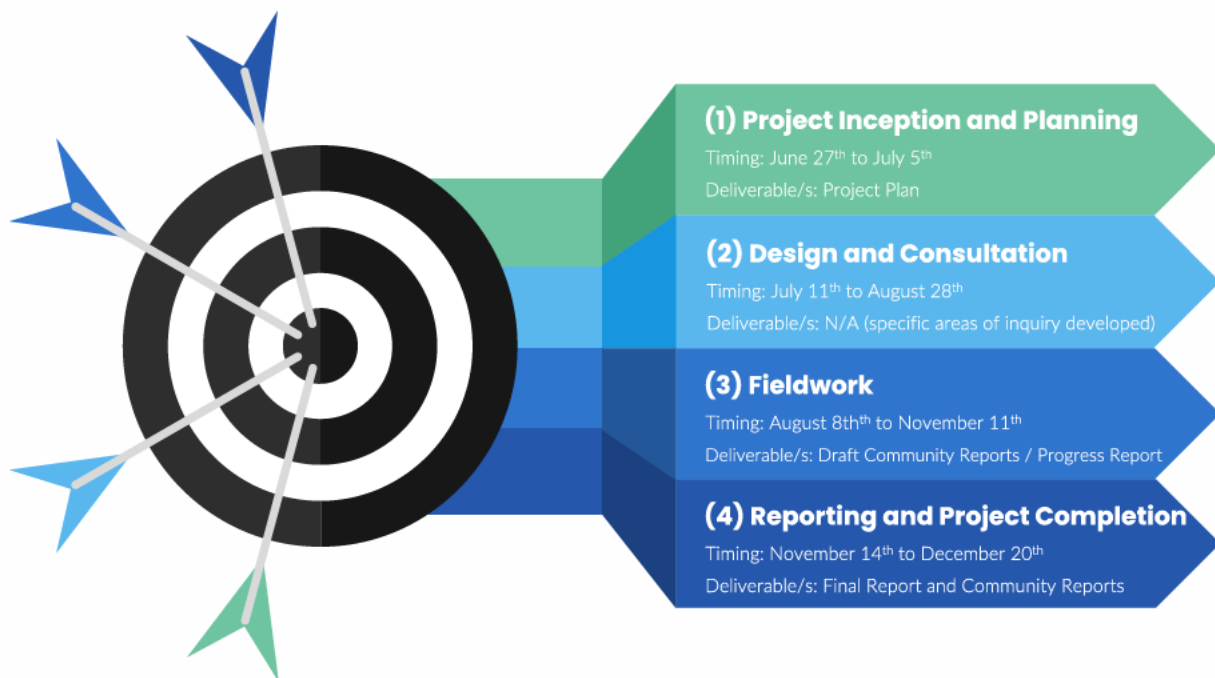 (1) Project Inception and Planning
Timing: June 27th to July 5th
Deliverable/s: Project Plan
(2) Design and Consultation
Timing: July 11th to August 28th
Deliverable/s: N/A (specific areas of inquiry developed)
(3) Fieldwork
Timing: August 8thth to November 11th
Deliverable/s: Draft Community Reports / Progress Report
(4) Reporting and Project Completion
Timing: November 14th to December 20th
Deliverable/s: Final Report and Community Reports